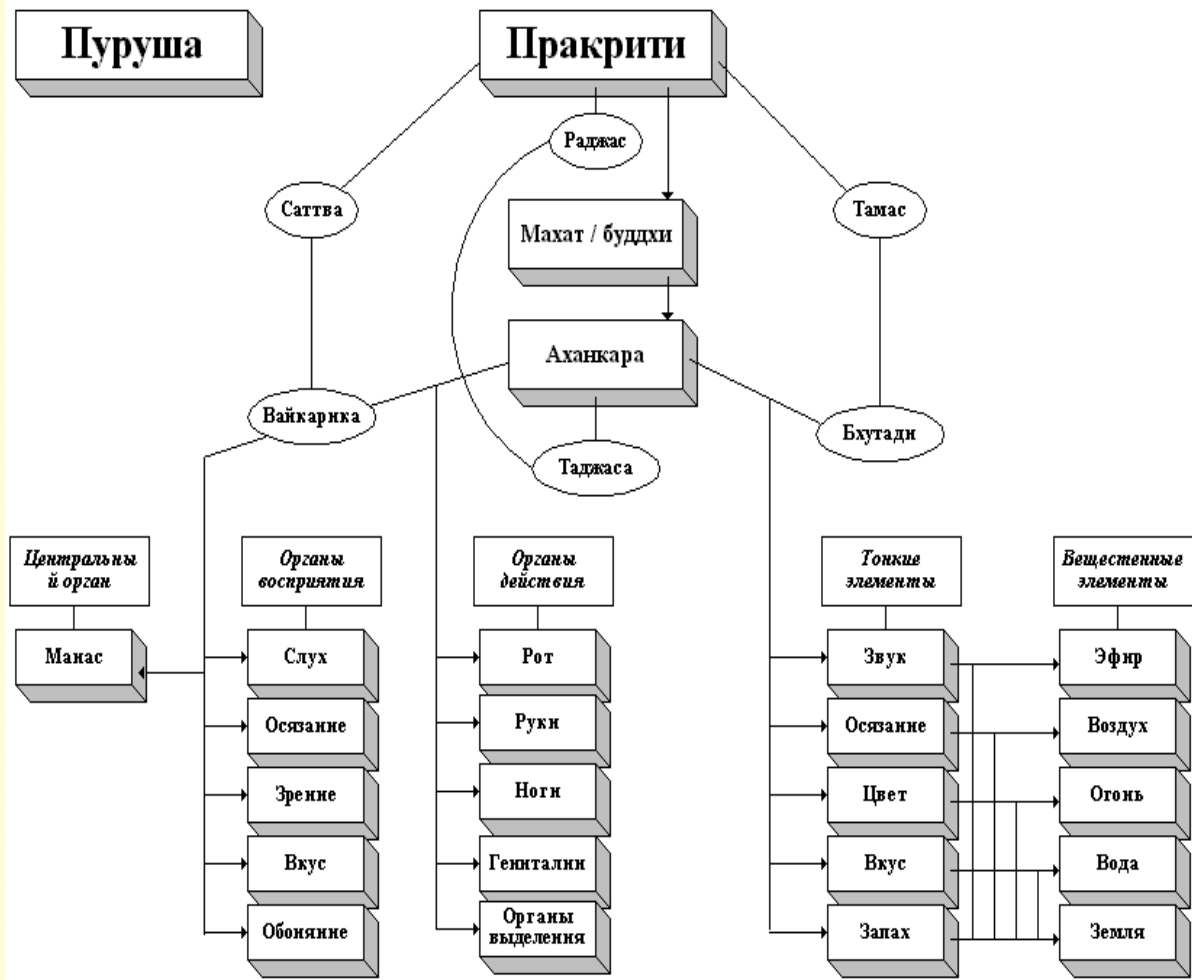 Пуруша
Пракрити
Раджас
Саттва
Тамас
Махат / буддхи
Аханкара
Вайкарика
Бхутади
Таджаса
Центральны
й орган
Органы
восприятия
Органы
действия
Тонкие
элементы
Вещественные
элементы
Манас
Слух
Рот
Звук
Эфир
Осязание
Руки
Осязание
Воздух
Зрение
Ноги
Цвет
Огонь
Вкус
Гениталии
Вкус
Вода
Обоняние
Органы
выделения
Запах
Земля